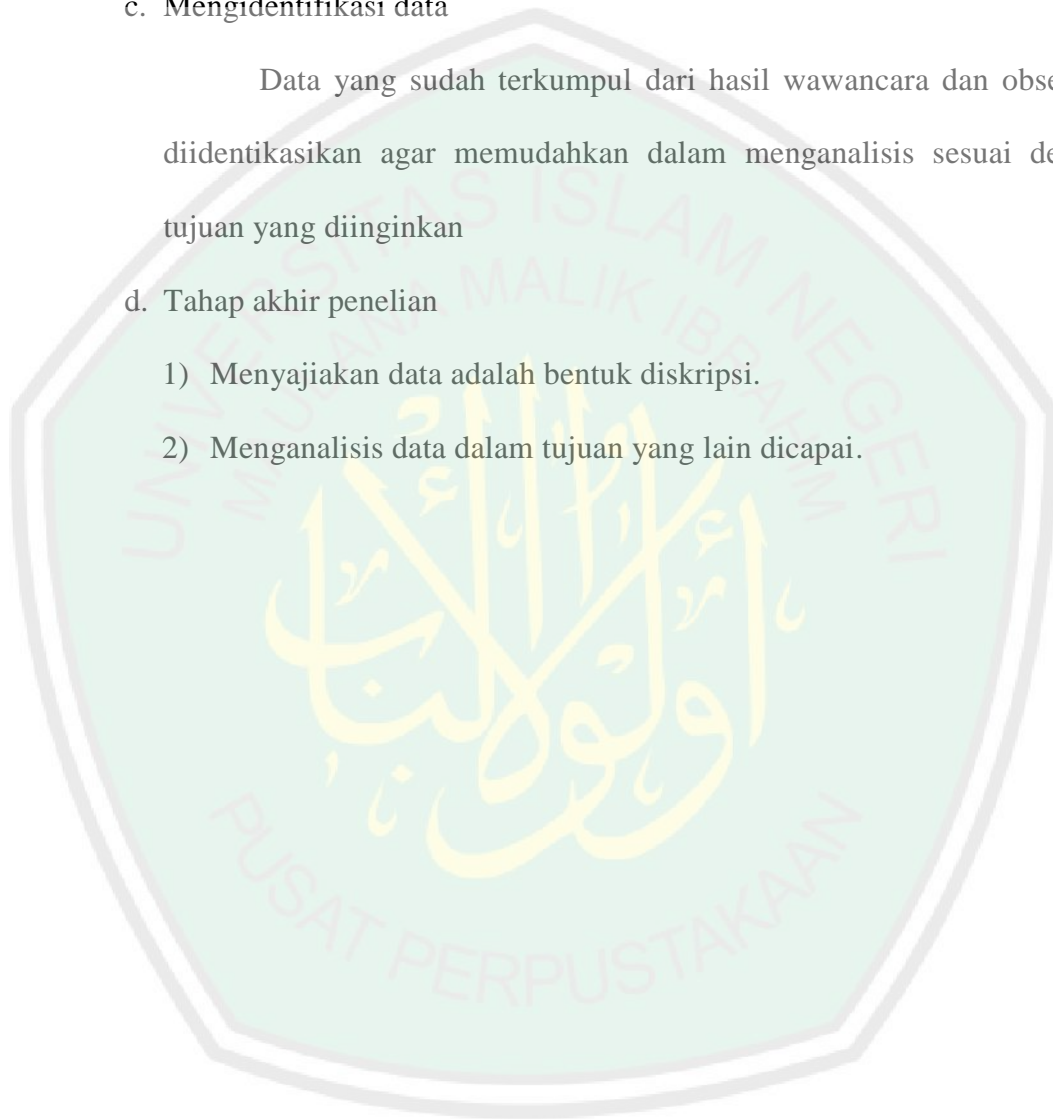 c. Mengidentifikasi data
Data yang sudah terkumpul dari hasil wawancara dan obse
diidentikasikan agar memudahkan dalam menganalisis sesuai de
tujuan yang diinginkan
d. Tahap akhir penelian
1) Menyajiakan data adalah bentuk diskripsi.
2) Menganalisis data dalam tujuan yang lain dicapai.
UNIVERSITAS ISLAM NEGERI
MAULANA MALIK IBRAHIM
أولوا الألباب
PUSAT PERPUSTAKAAN